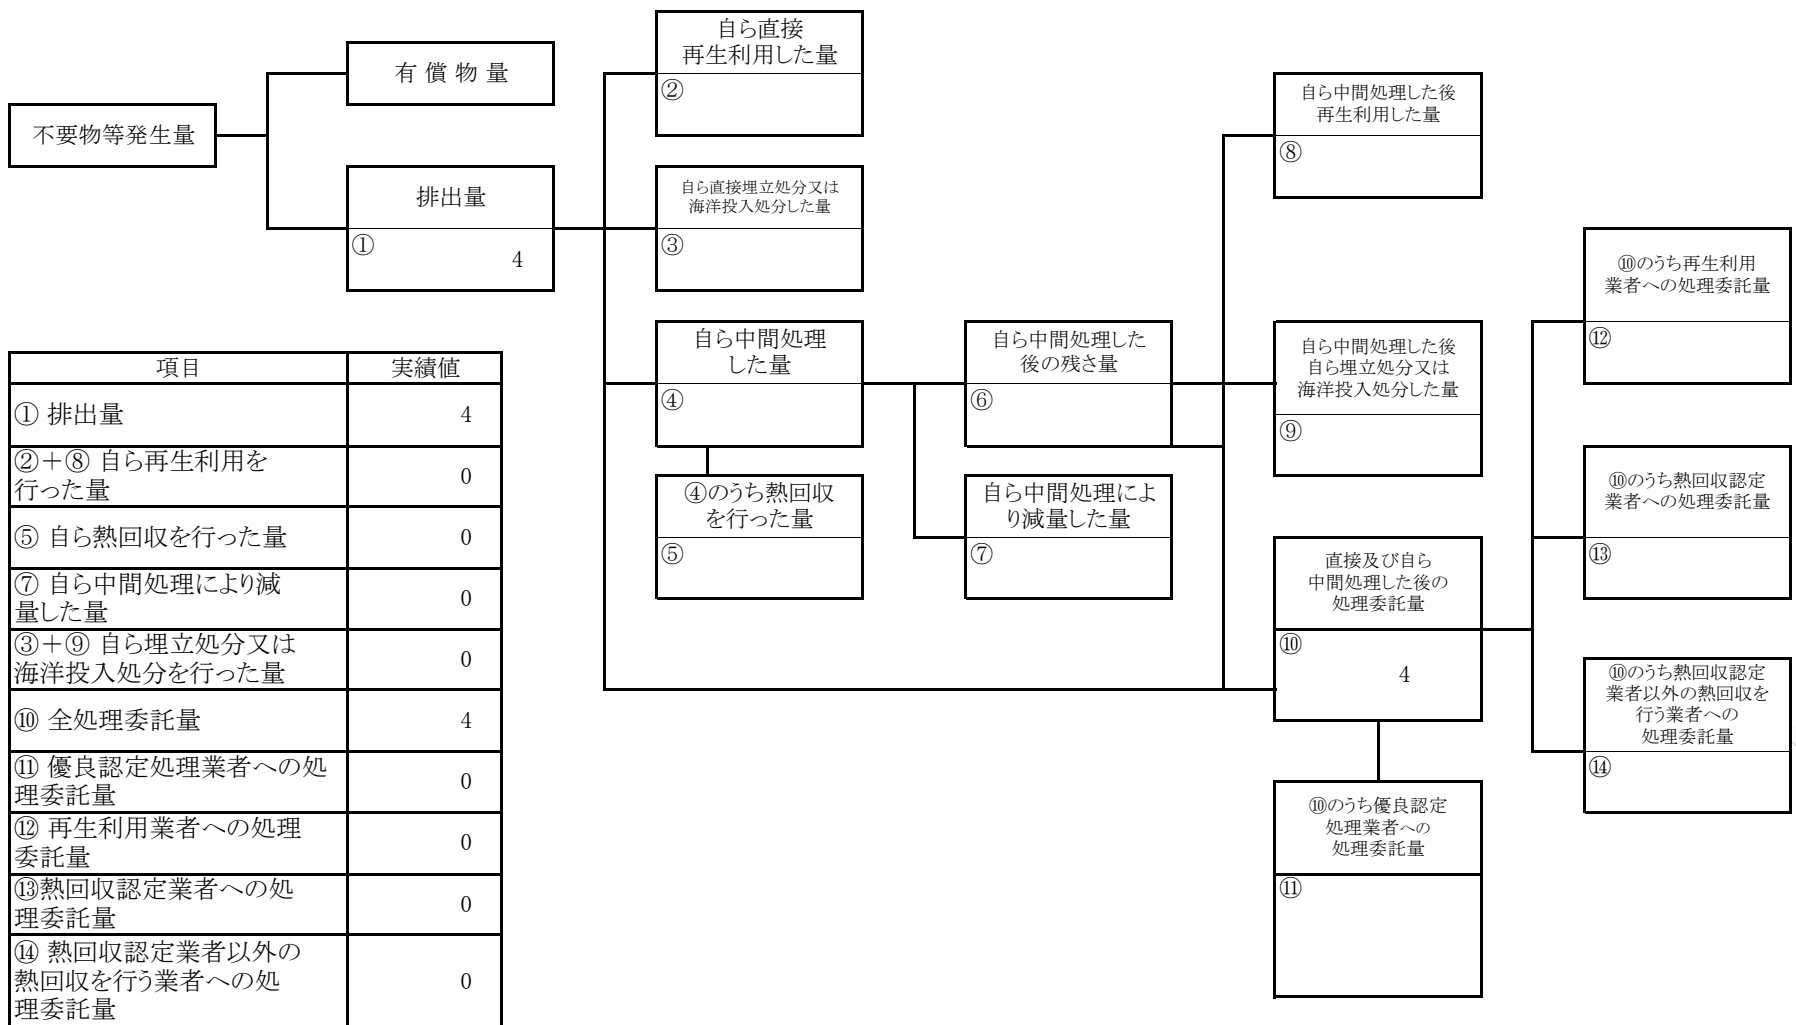 不要物等発生量
有 償 物 量
排出量
①
4
自ら直接
再生利用した量
②
自ら直接埋立処分又は
海洋投入処分した量
③
自ら中間処理
した量
④
④のうち熱回収
を行った量
⑤
自ら中間処理した
後の残さ量
⑥
自ら中間処理によ
り減量した量
⑦
自ら中間処理した後
再生利用した量
⑧
自ら中間処理した後
自ら埋立処分又は
海洋投入処分した量
⑨
直接及び自ら
中間処理した後の
処理委託量
⑩
4
⑩のうち優良認定
処理業者への
処理委託量
⑪
⑩のうち再生利用
業者への処理委託量
⑫
⑩のうち熱回収認定
業者への処理委託量
⑬
⑩のうち熱回収認定
業者以外の熱回収を
行う業者への
処理委託量
⑭
項目 実績値
① 排出量 4
②＋⑧ 自ら再生利用を
行った量 0
⑤ 自ら熱回収を行った量 0
⑦ 自ら中間処理により減
量した量 0
③＋⑨ 自ら埋立処分又は
海洋投入処分を行った量 0
⑩ 全処理委託量 4
⑪ 優良認定処理業者への処
理委託量 0
⑫ 再生利用業者への処理
委託量 0
⑬熱回収認定業者への処
理委託量 0
⑭ 熱回収認定業者以外の
熱回収を行う業者への処
理委託量 0